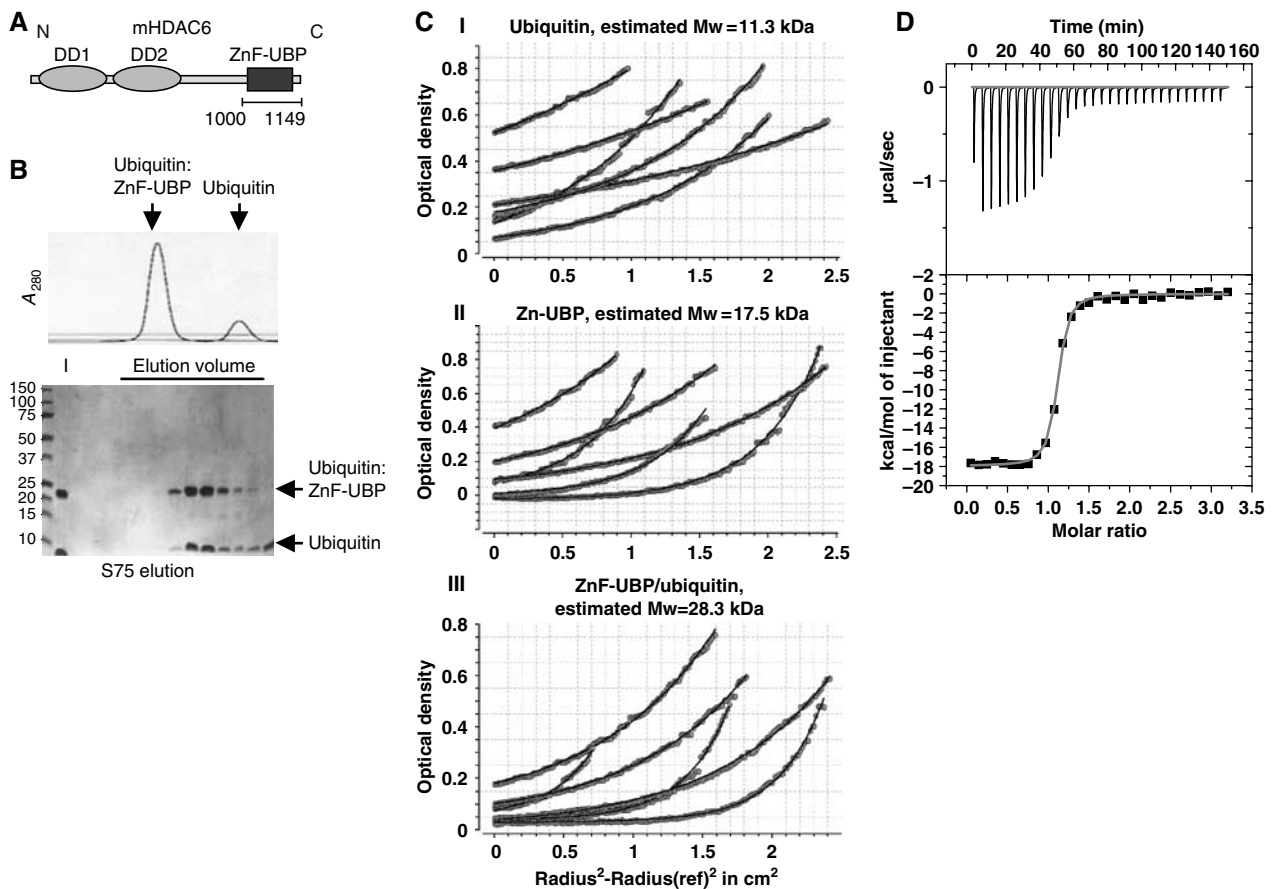 A
N
mHDAC6
C
DD1
DD2
ZnF-UBP
1000
1149
B
Ubiquitin:
ZnF-UBP
Ubiquitin
A280
I
Elution volume
150
100
75
50
37
25
20
15
10
Ubiquitin:
ZnF-UBP
Ubiquitin
S75 elution
C
I
Ubiquitin, estimated Mw=11.3 kDa
Optical density
0.8
0.6
0.4
0.2
0
0 0.5 1 1.5 2 2.5
II
Zn-UBP, estimated Mw=17.5 kDa
Optical density
0.8
0.6
0.4
0.2
0
0 0.5 1 1.5 2 2.5
III
ZnF-UBP/ubiquitin,
estimated Mw=28.3 kDa
Optical density
0.8
0.6
0.4
0.2
0
0 0.5 1 1.5 2
Radius²-Radius(ref)² in cm²
D
Time (min)
0 20 40 60 80 100 120 140 160
µcal/sec
0
−1
kcal/mol of injectant
−2
0
−2
−4
−6
−8
−10
−12
−14
−16
−18
−20
0.0 0.5 1.0 1.5 2.0 2.5 3.0 3.5
Molar ratio